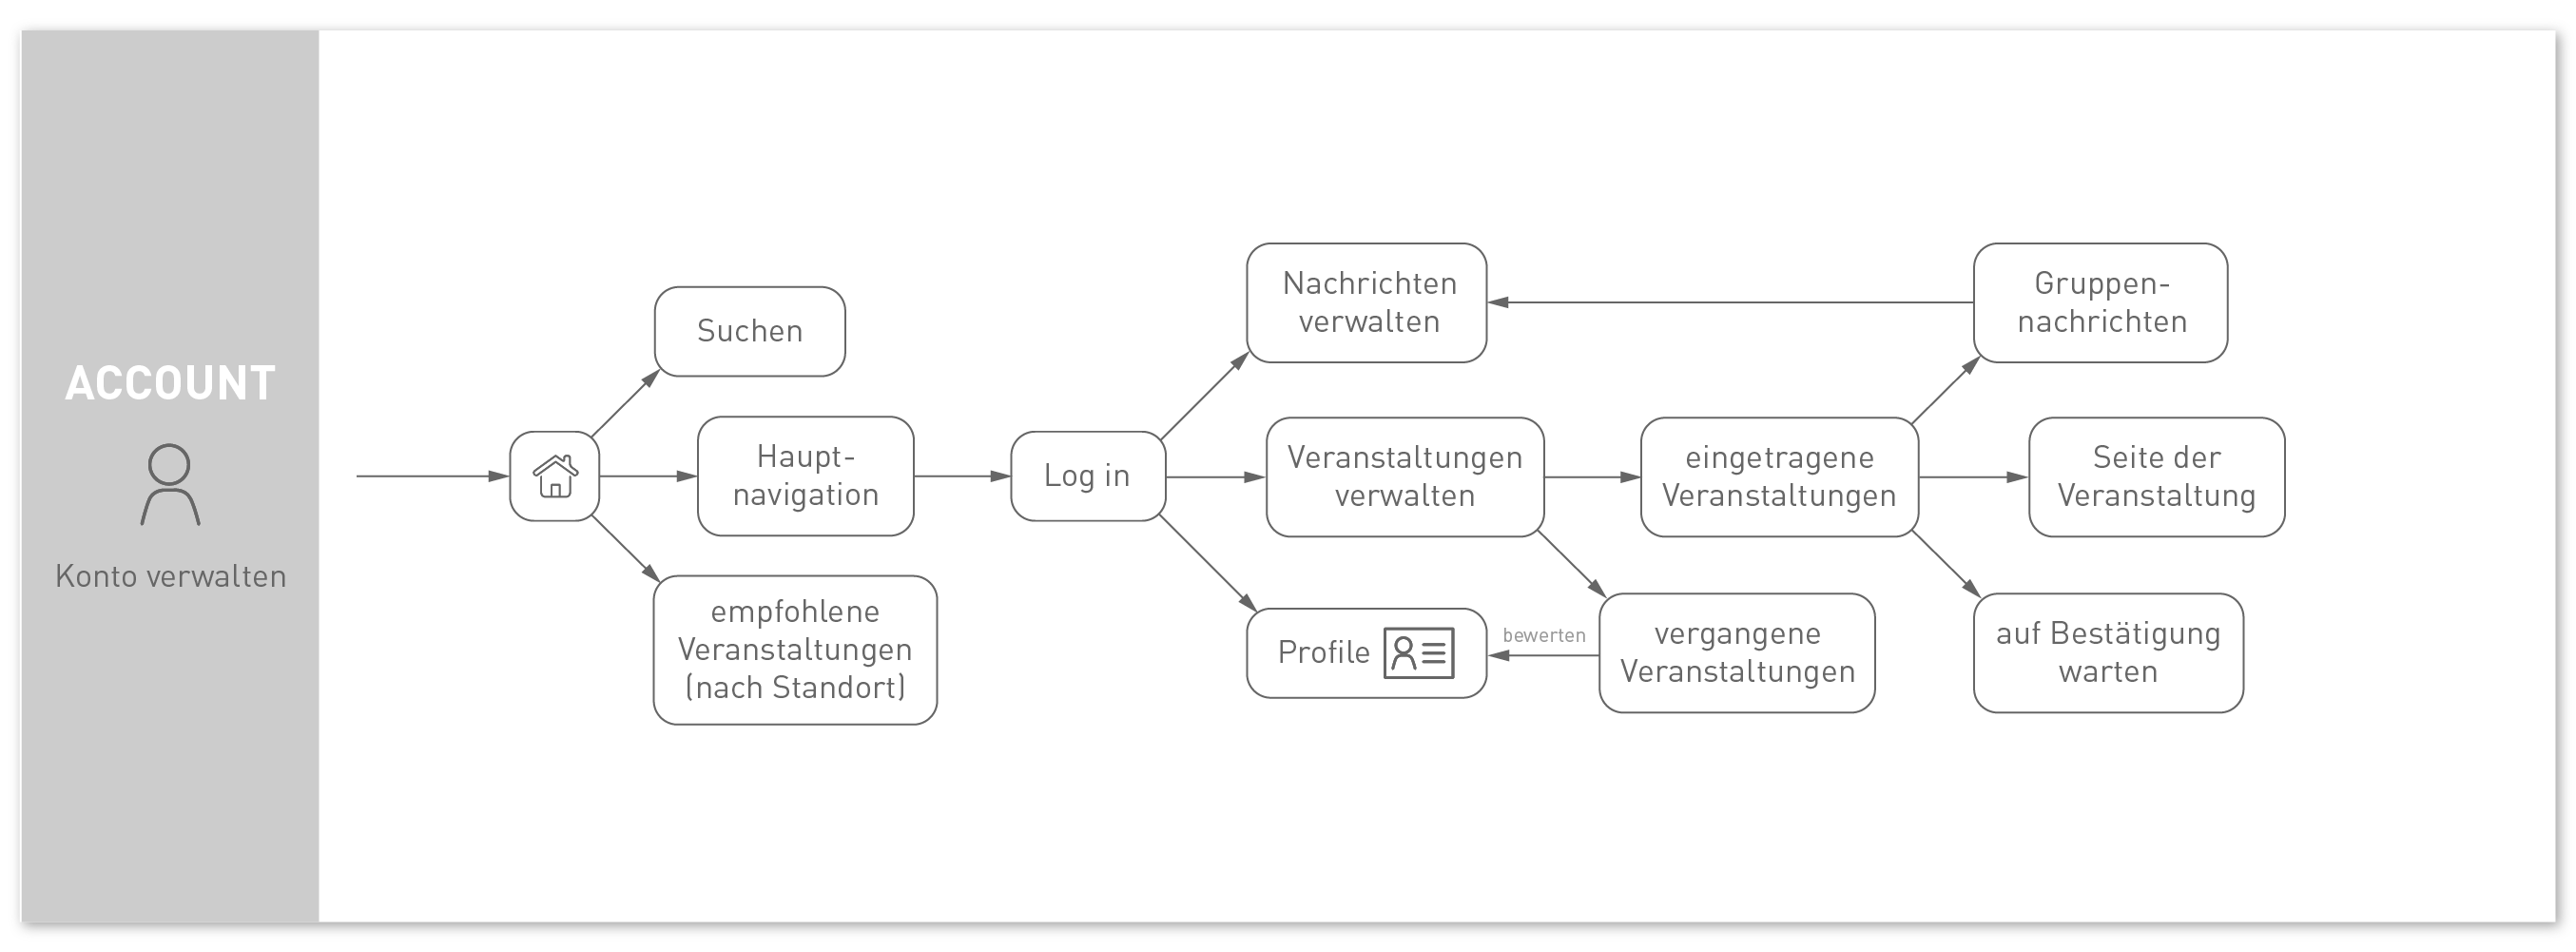 ACCOUNT
Konto verwalten
Suchen
Haupt-
navigation
empfohlene
Veranstaltungen
(nach Standort)
Log in
Nachrichten
verwalten
Veranstaltungen
verwalten
Profile
bewerten
eingetragene
Veranstaltungen
vergangene
Veranstaltungen
Gruppen-
nachrichten
Seite der
Veranstaltung
auf Bestätigung
warten